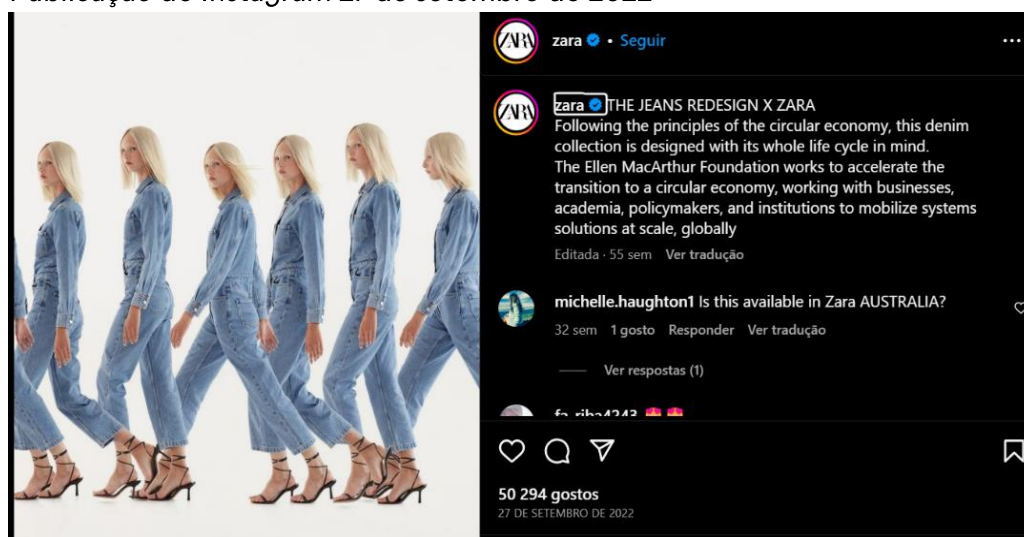 Publicação do Instagram 27 de setembro de 2022
ZARA
zara • Seguir
ZARA
zara THE JEANS REDESIGN X ZARA
Following the principles of the circular economy, this denim
collection is designed with its whole life cycle in mind.
The Ellen MacArthur Foundation works to accelerate the
transition to a circular economy, working with businesses,
academia, policymakers, and institutions to mobilize systems
solutions at scale, globally
Editada · 55 sem Ver tradução
michelle.haughton1 Is this available in Zara AUSTRALIA?
32 sem 1 gosto Responder Ver tradução
Ver respostas (1)
fa_riba4243
50 294 gostos
27 DE SETEMBRO DE 2022